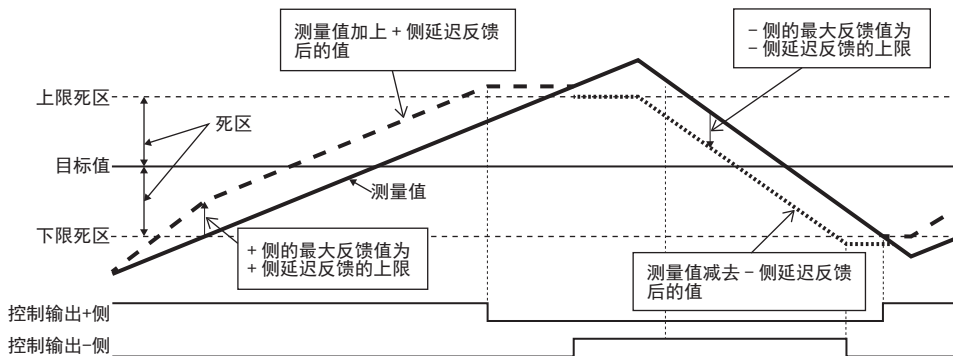 测量值加上 + 侧延迟反馈
后的值
- 侧的最大反馈值为
- 侧延迟反馈的上限
上限死区
死区
目标值
测量值
下限死区
+ 侧的最大反馈值为
+ 侧延迟反馈的上限
测量值减去 - 侧延迟反馈
后的值
控制输出+侧
控制输出-侧